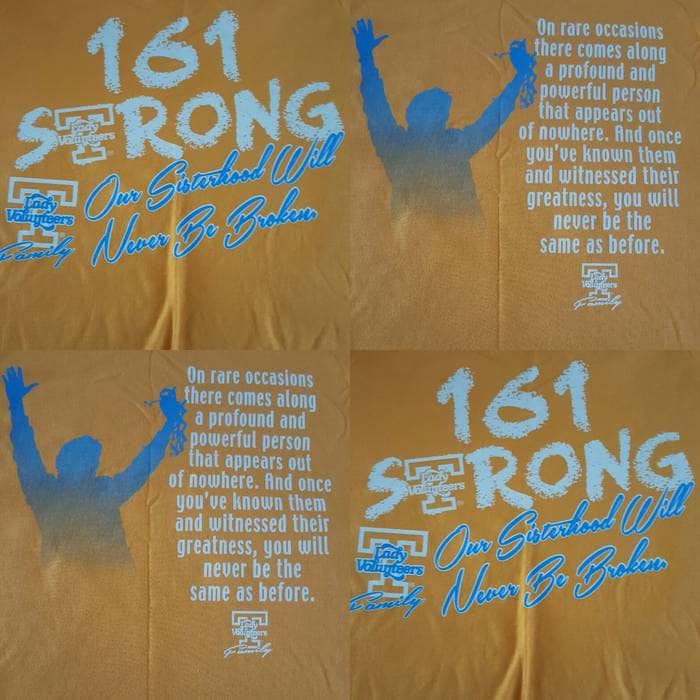 161
STRONG
Lady
Volunteers
Our Sisterhood Will
Never Be Broken.
Lady
Volunteers
Family
On rare occasions
there comes along
a profound and
powerful person
that appears out
of nowhere. And once
you've known them
and witnessed their
greatness, you will
never be the
same as before.
Lady
Volunteers
Family
On rare occasions
there comes along
a profound and
powerful person
that appears out
of nowhere. And once
you've known them
and witnessed their
greatness, you will
never be the
same as before.
Lady
Volunteers
Family
161
STRONG
Lady
Volunteers
Our Sisterhood Will
Never Be Broken.
Lady
Volunteers
Family